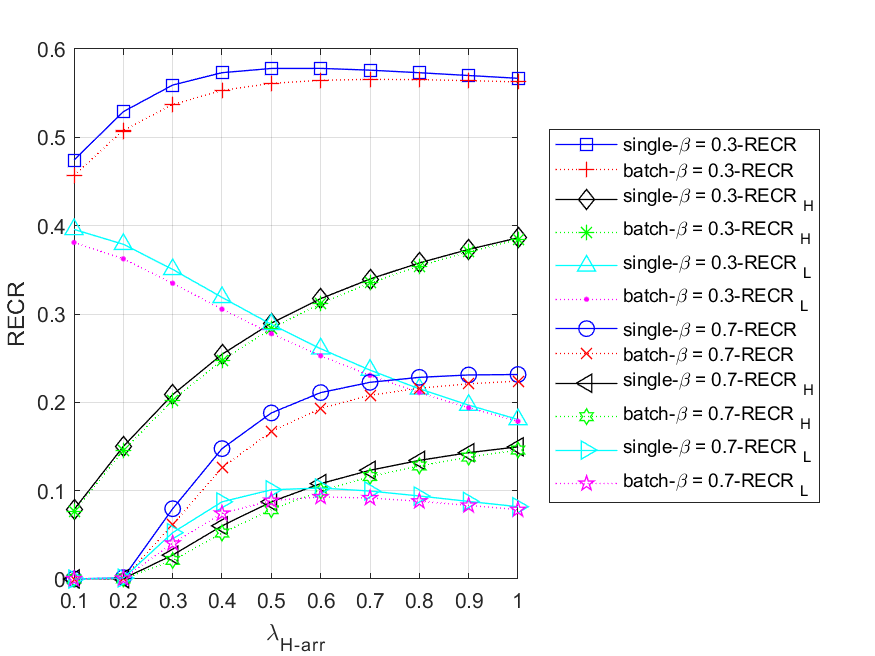 0.6
0.5
0.4
0.3
0.2
0.1
0
RECR
0.1 0.2 0.3 0.4 0.5 0.6 0.7 0.8 0.9 1
λH-arr
single-β = 0.3-RECR
batch-β = 0.3-RECR
single-β = 0.3-RECR H
batch-β = 0.3-RECR H
single-β = 0.3-RECR L
batch-β = 0.3-RECR L
single-β = 0.7-RECR
batch-β = 0.7-RECR
single-β = 0.7-RECR H
batch-β = 0.7-RECR H
single-β = 0.7-RECR L
batch-β = 0.7-RECR L